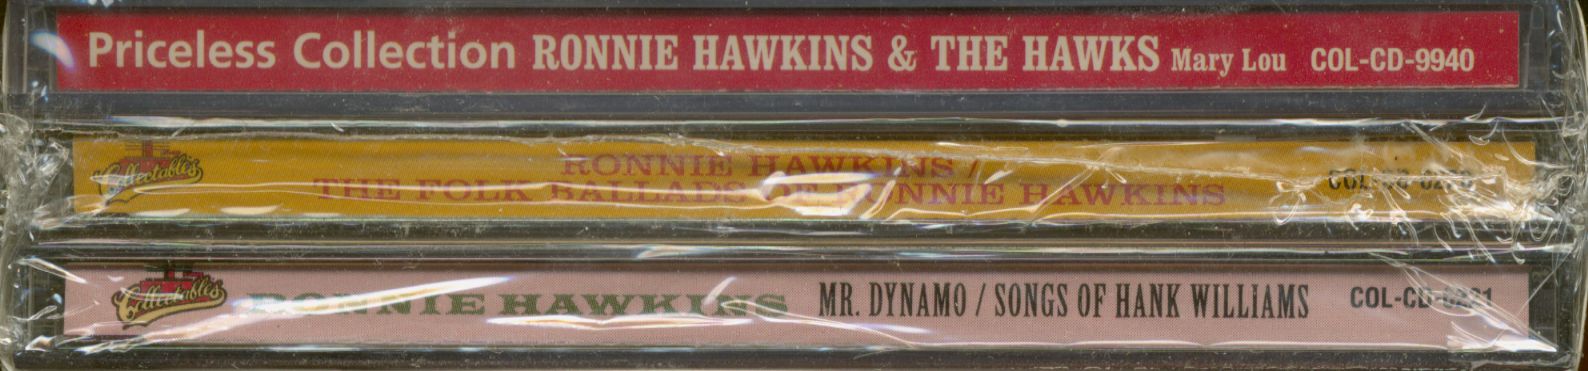 Priceless Collection RONNIE HAWKINS & THE HAWKS Mary Lou COL-CD-9940
Collectables
RONNIE HAWKINS /
THE FOLK BALLADS OF RONNIE HAWKINS
Collectables
RONNIE HAWKINS MR. DYNAMO / SONGS OF HANK WILLIAMS